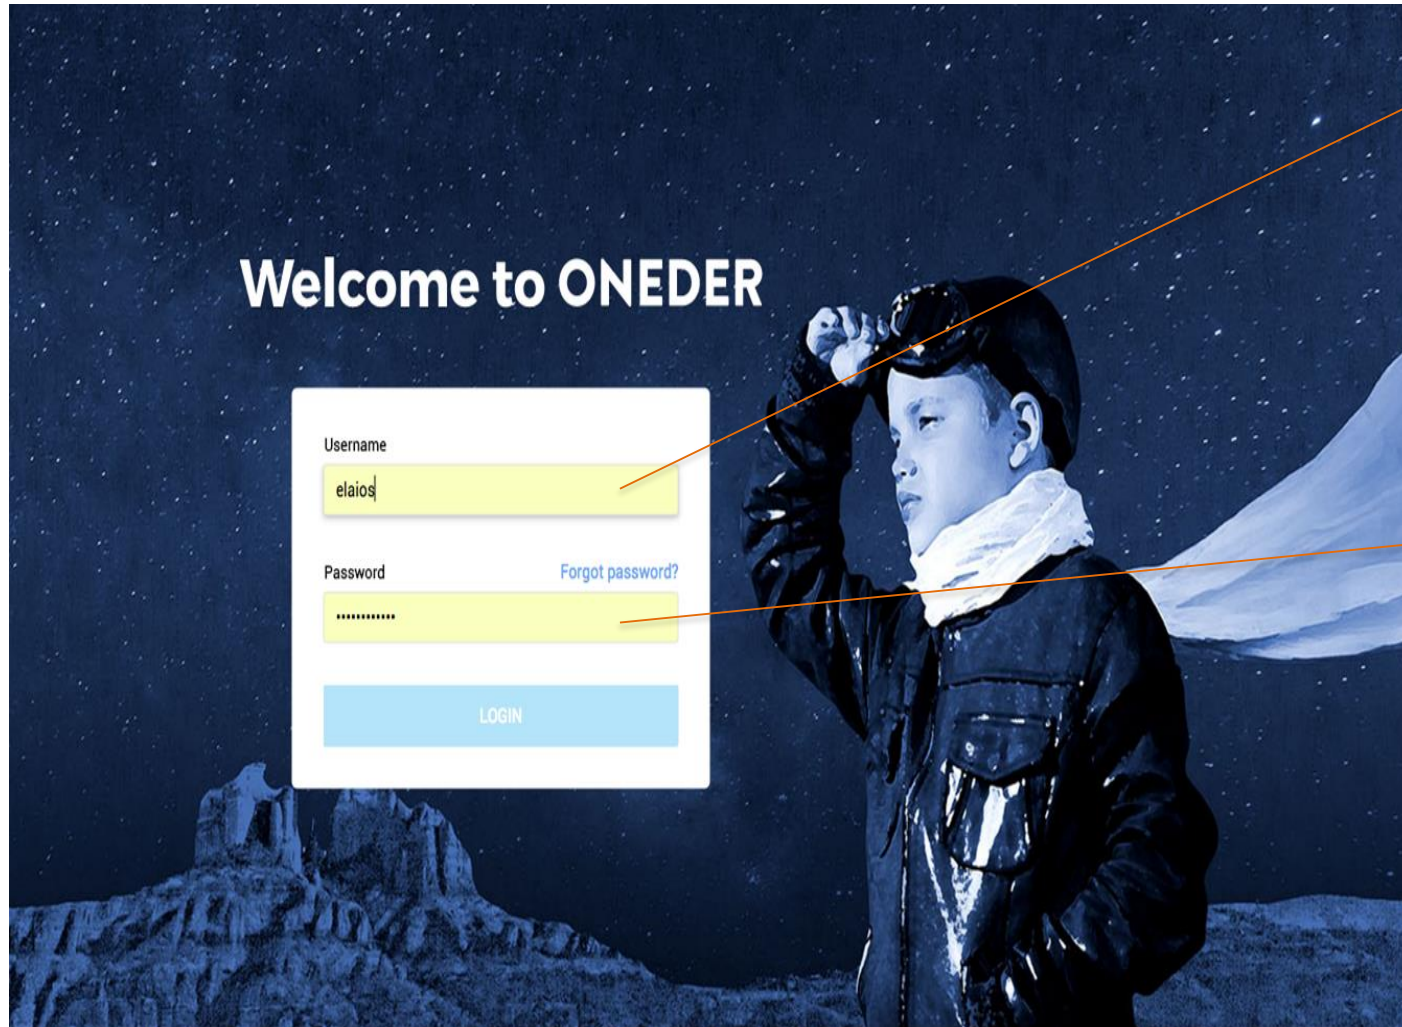 Welcome to ONEDER
Username
elaios
Password Forgot password?
••••••••••••
LOGIN